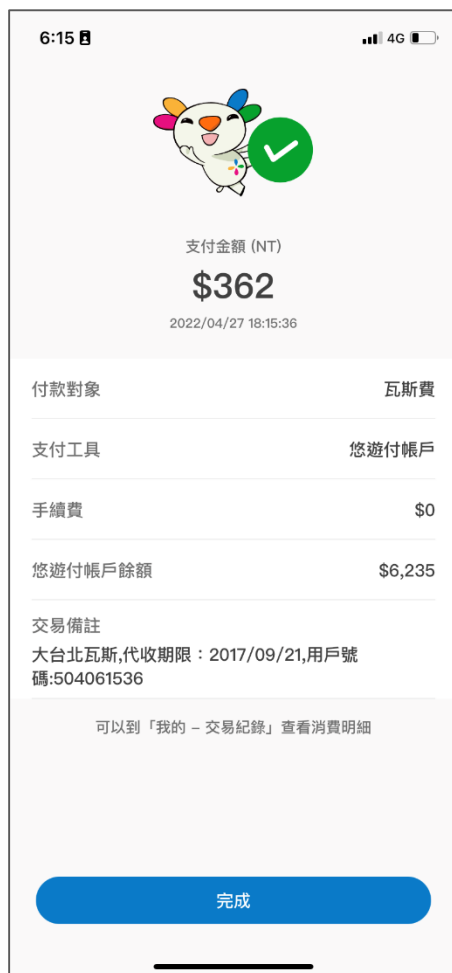 6:15
4G
支付金額 (NT)
$362
2022/04/27 18:15:36
付款對象 瓦斯費
支付工具 悠遊付帳戶
手續費 $0
悠遊付帳戶餘額 $6,235
交易備註
大台北瓦斯,代收期限：2017/09/21,用戶號
碼:504061536
可以到「我的 – 交易紀錄」查看消費明細
完成